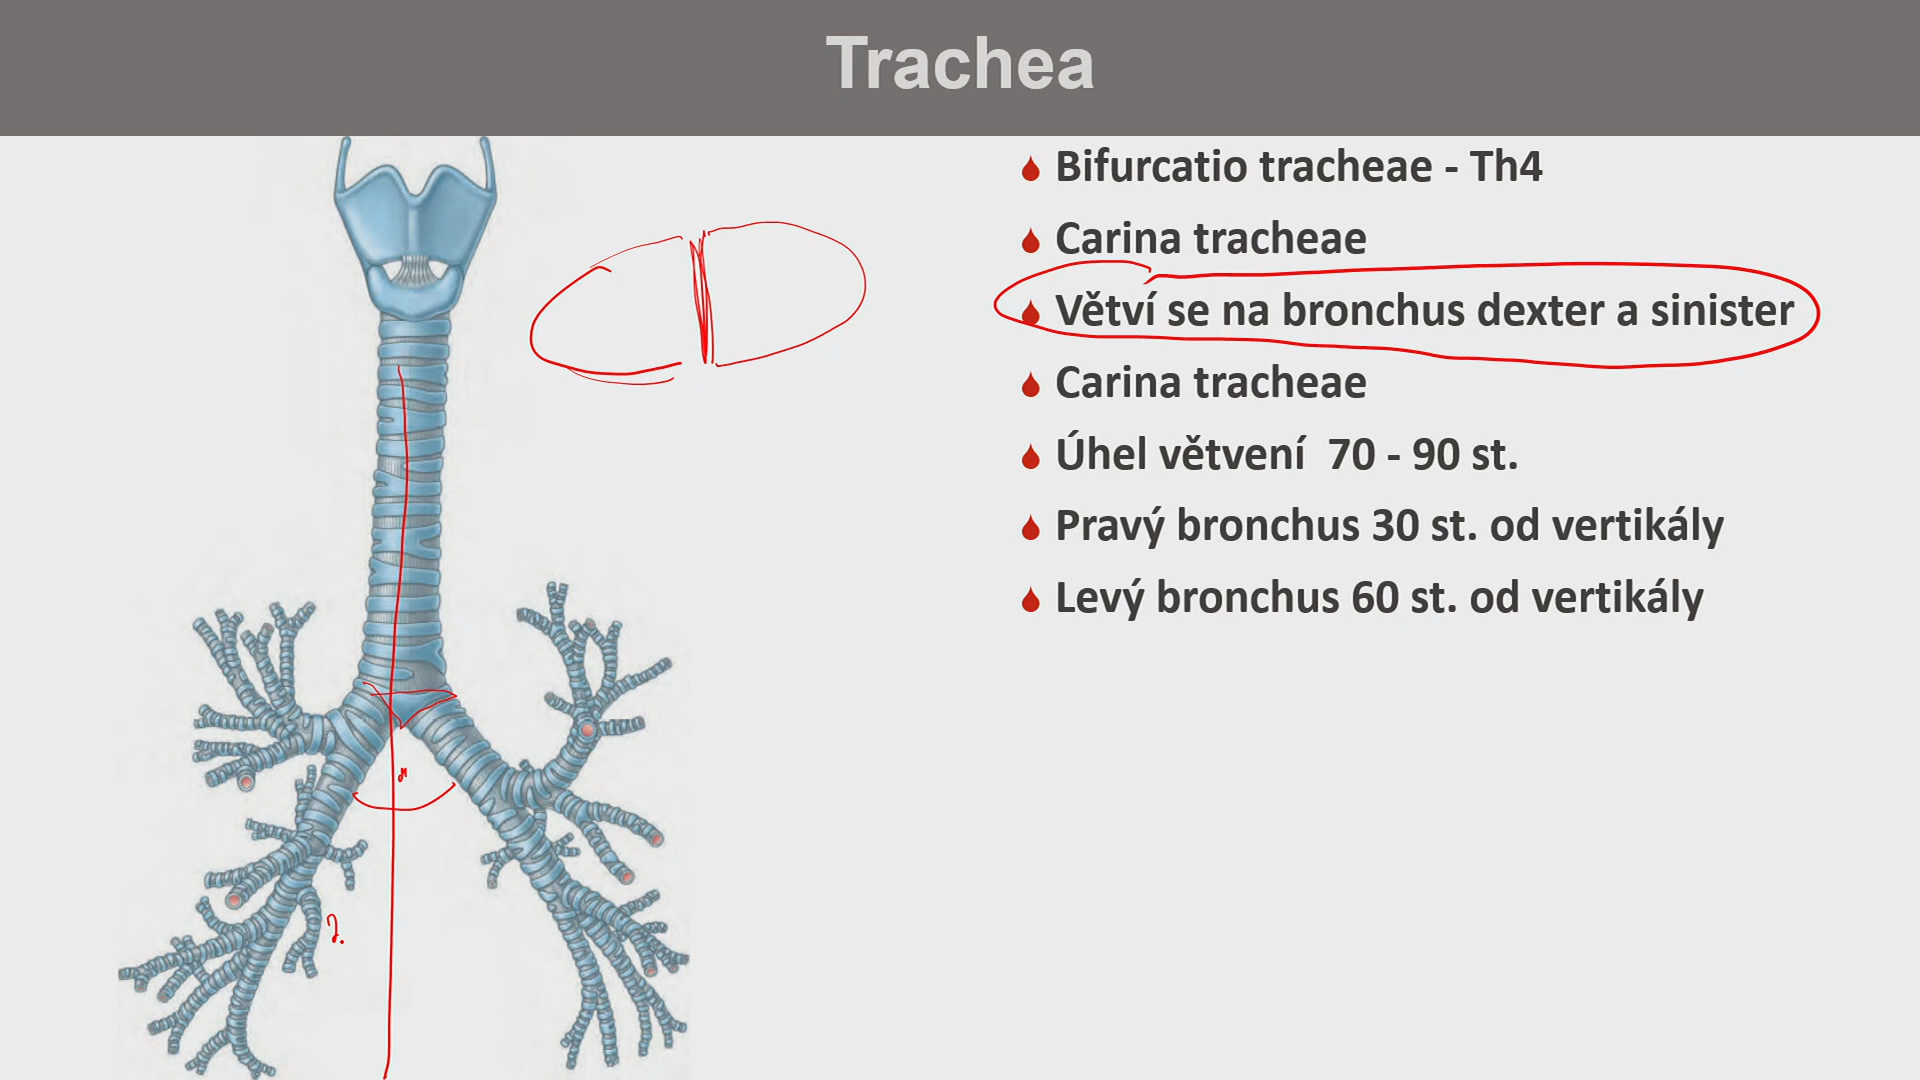 Trachea
Bifurcatio tracheae - Th4
Carina tracheae
Větví se na bronchus dexter a sinister
Carina tracheae
Úhel větvení  70 - 90 st.
Pravý bronchus 30 st. od vertikály
Levý bronchus 60 st. od vertikály